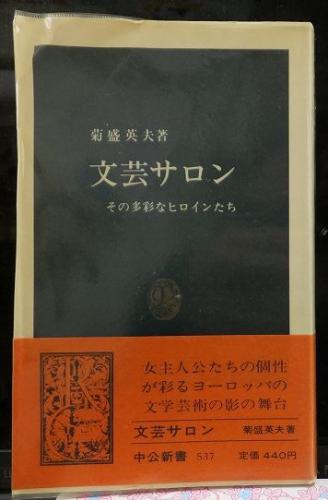 菊盛英夫著
文芸サロン
その多彩なヒロインたち
女主人公たちの個性
が彩るヨーロッパの
文学芸術の影の舞台
文芸サロン 菊盛英夫著
中公新書 537 定価 440円